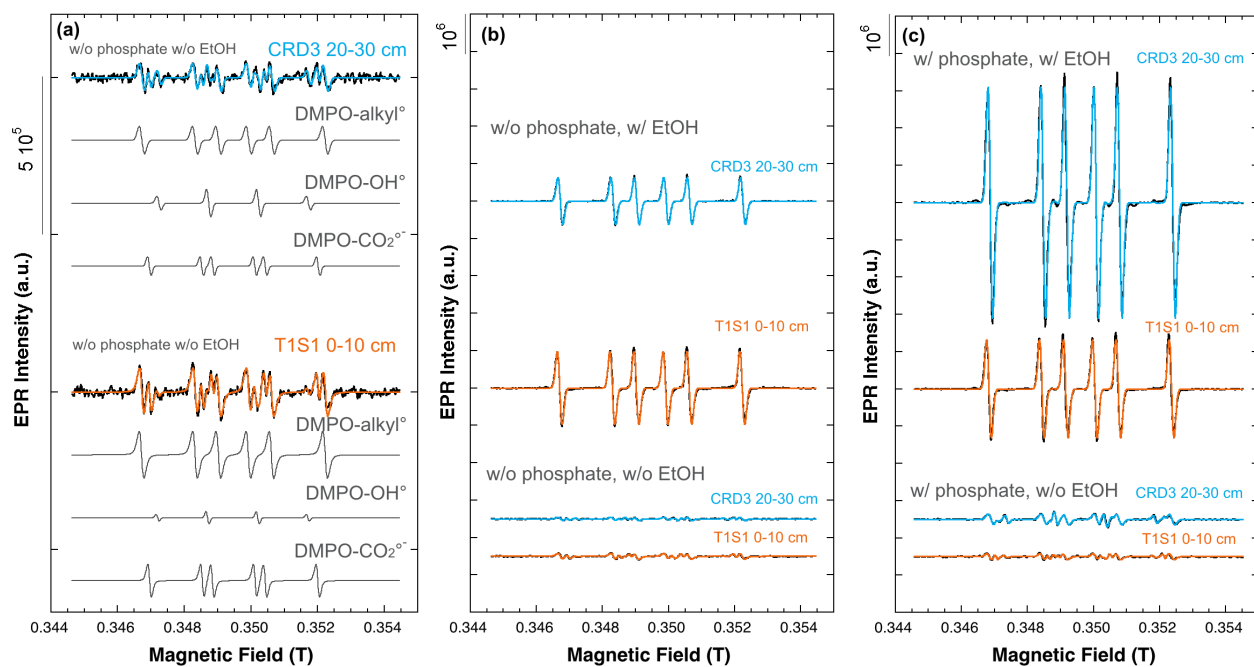 (a)
w/o phosphate w/o EtOH
CRD3 20-30 cm
DMPO-alkyl°
DMPO-OH°
DMPO-CO₂°⁻
w/o phosphate w/o EtOH
T1S1 0-10 cm
DMPO-alkyl°
DMPO-OH°
DMPO-CO₂°⁻
5 10⁵
EPR Intensity (a.u.)
0.344 0.346 0.348 0.350 0.352 0.354
Magnetic Field (T)
(b)
10⁶
w/o phosphate, w/ EtOH
CRD3 20-30 cm
T1S1 0-10 cm
w/o phosphate, w/o EtOH
CRD3 20-30 cm
T1S1 0-10 cm
EPR Intensity (a.u.)
0.344 0.346 0.348 0.350 0.352 0.354
Magnetic Field (T)
(c)
10⁶
w/ phosphate, w/ EtOH
CRD3 20-30 cm
T1S1 0-10 cm
w/ phosphate, w/o EtOH
CRD3 20-30 cm
T1S1 0-10 cm
EPR Intensity (a.u.)
0.344 0.346 0.348 0.350 0.352 0.354
Magnetic Field (T)